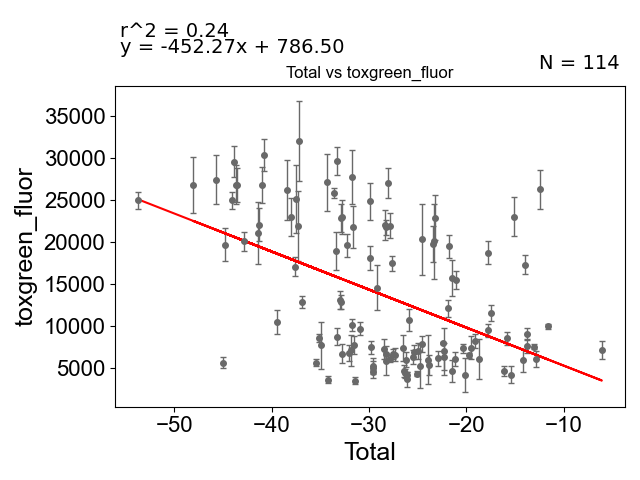 r^2 = 0.24
y = -452.27x + 786.50
N = 114
Total vs toxgreen_fluor
35000
30000
25000
20000
15000
10000
5000
toxgreen_fluor
−50
−40
−30
−20
−10
Total